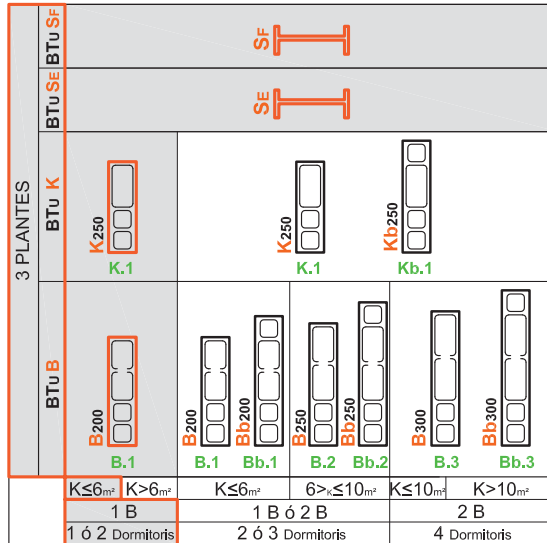 3 PLANTES
BTU SF
SF
BTU SE
SE
BTU K
K250
K.1
K250
K.1
Kb250
Kb.1
BTU B
B200
B.1
B200
B.1
Bb200
Bb.1
B250
B.2
Bb250
Bb.2
B300
B.3
Bb300
Bb.3
K≤6m² K>6m² K≤6m² 6>K≤10m² K≤10m² K>10m²
1 B 1 B ó 2 B 2 B
1 ó 2 Dormitoris 2 ó 3 Dormitoris 4 Dormitoris